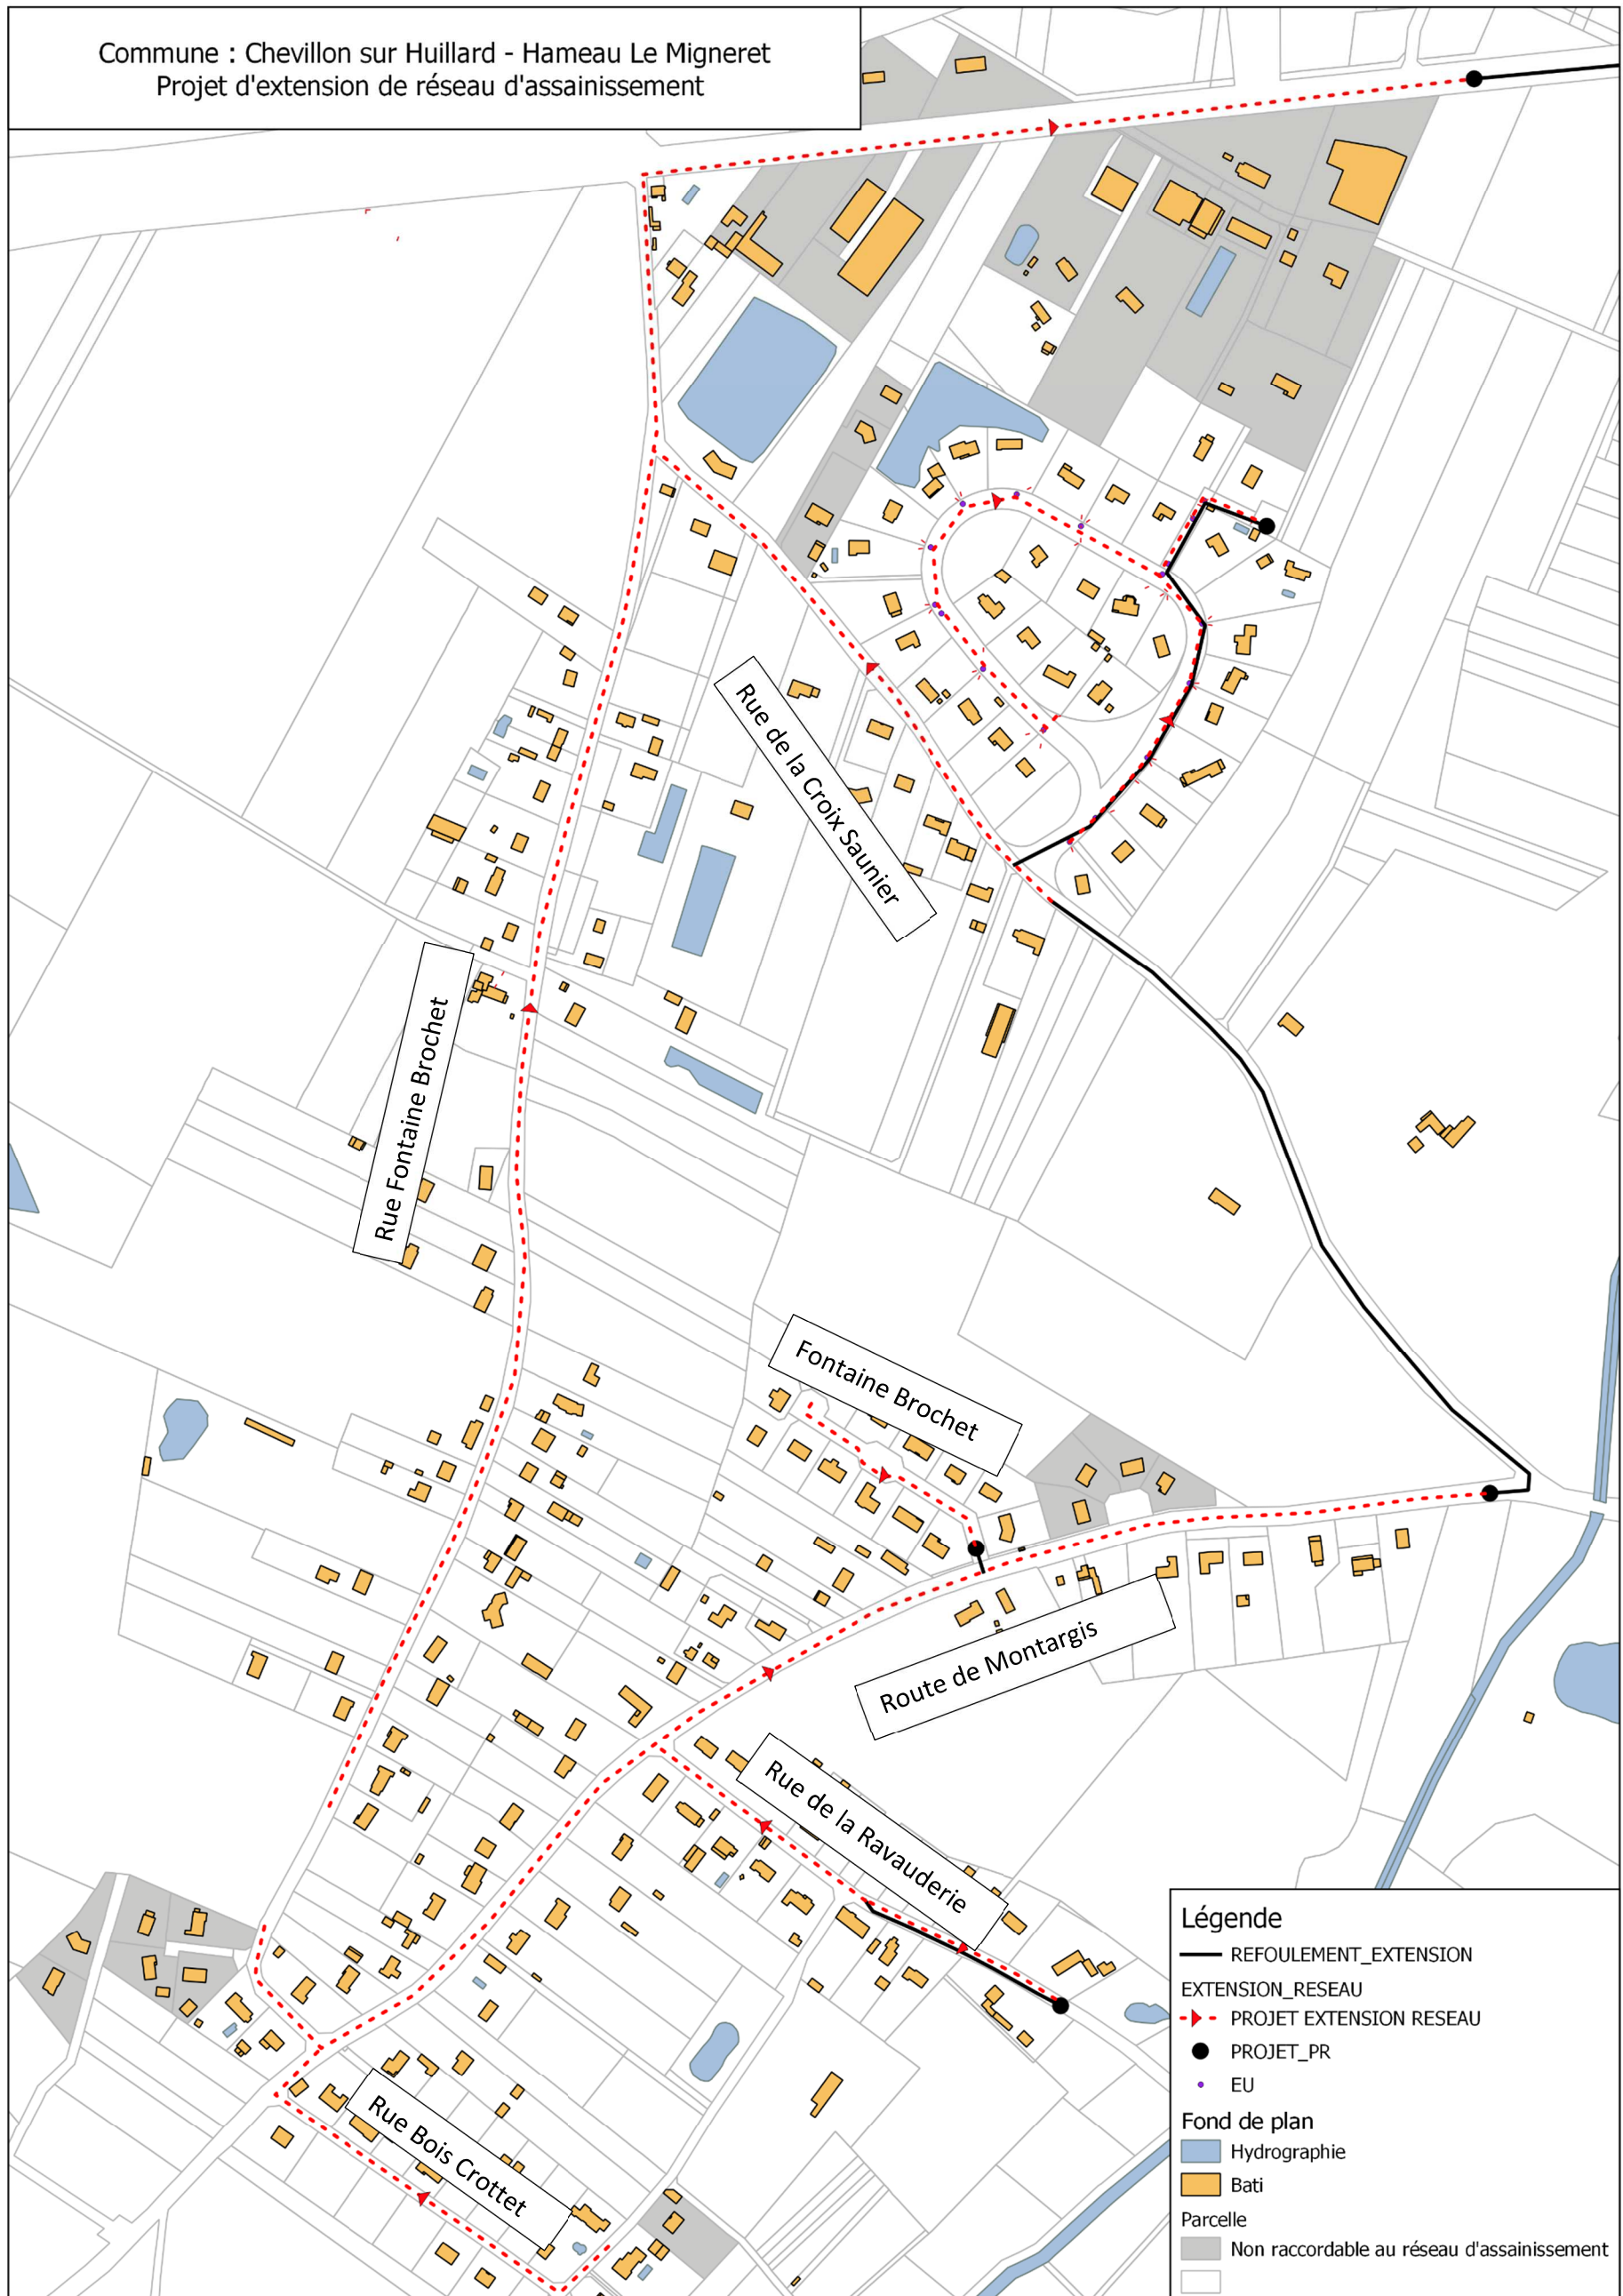 Commune : Chevillon sur Huillard - Hameau Le Migneret
Projet d'extension de réseau d'assainissement
Rue de la Croix Saunier
Rue Fontaine Brochet
Fontaine Brochet
Route de Montargis
Rue de la Ravauderie
Rue Bois Crottet
Légende
REFOULEMENT_EXTENSION
EXTENSION_RESEAU
PROJET EXTENSION RESEAU
PROJET_PR
EU
Fond de plan
Hydrographie
Bati
Parcelle
Non raccordable au réseau d'assainissement